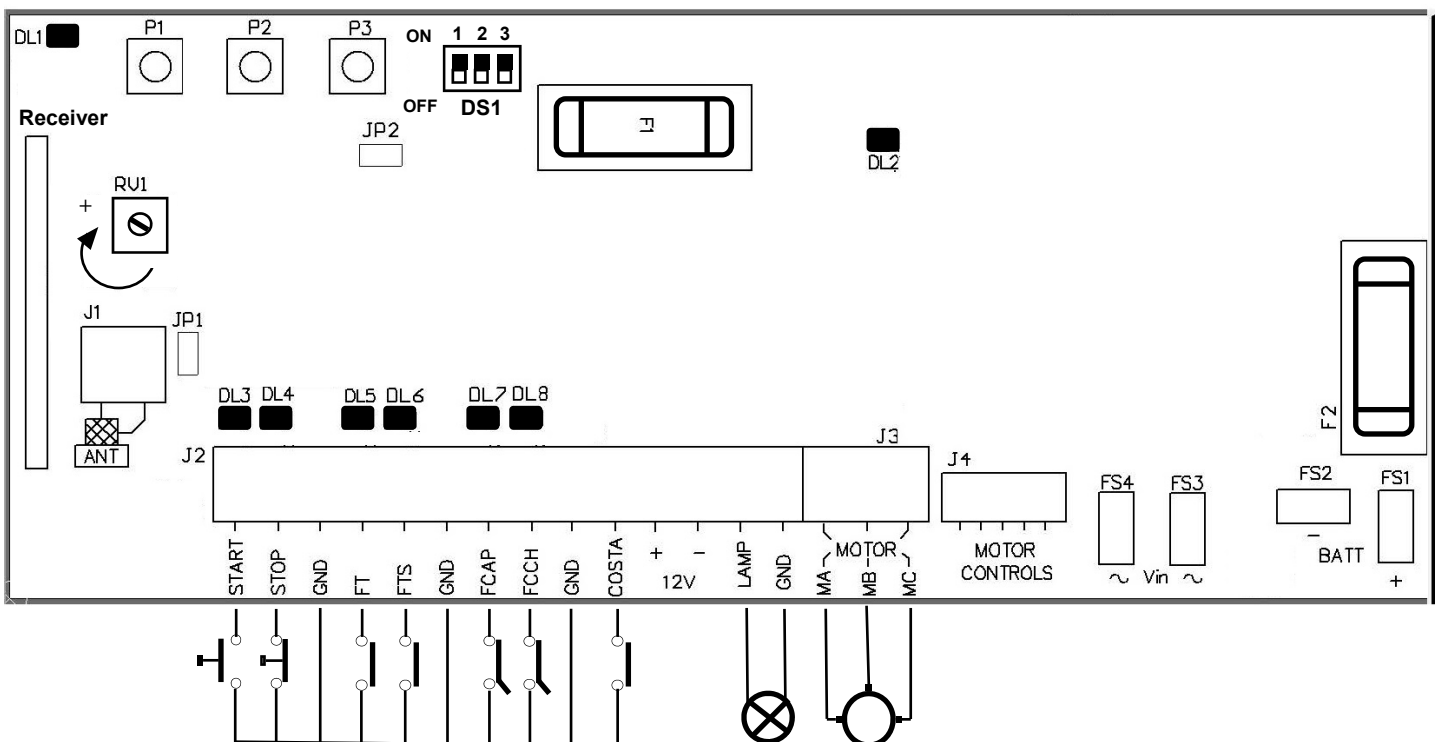 DL1
P1 P2 P3
ON 1 2 3
OFF DS1
Receiver
JP2
F1
DL2
RV1
+
J1
JP1
ANT
DL3 DL4 DL5 DL6 DL7 DL8
J2
J3
J4
F2
FS4 FS3 FS2 FS1
START
STOP
GND
FT
FTS
GND
FCAP
FCCH
GND
COSTA
+ -
12V
LAMP
GND
MOTOR
MA
MB
MC
MOTOR
CONTROLS
~ Vin ~
-
BATT
+